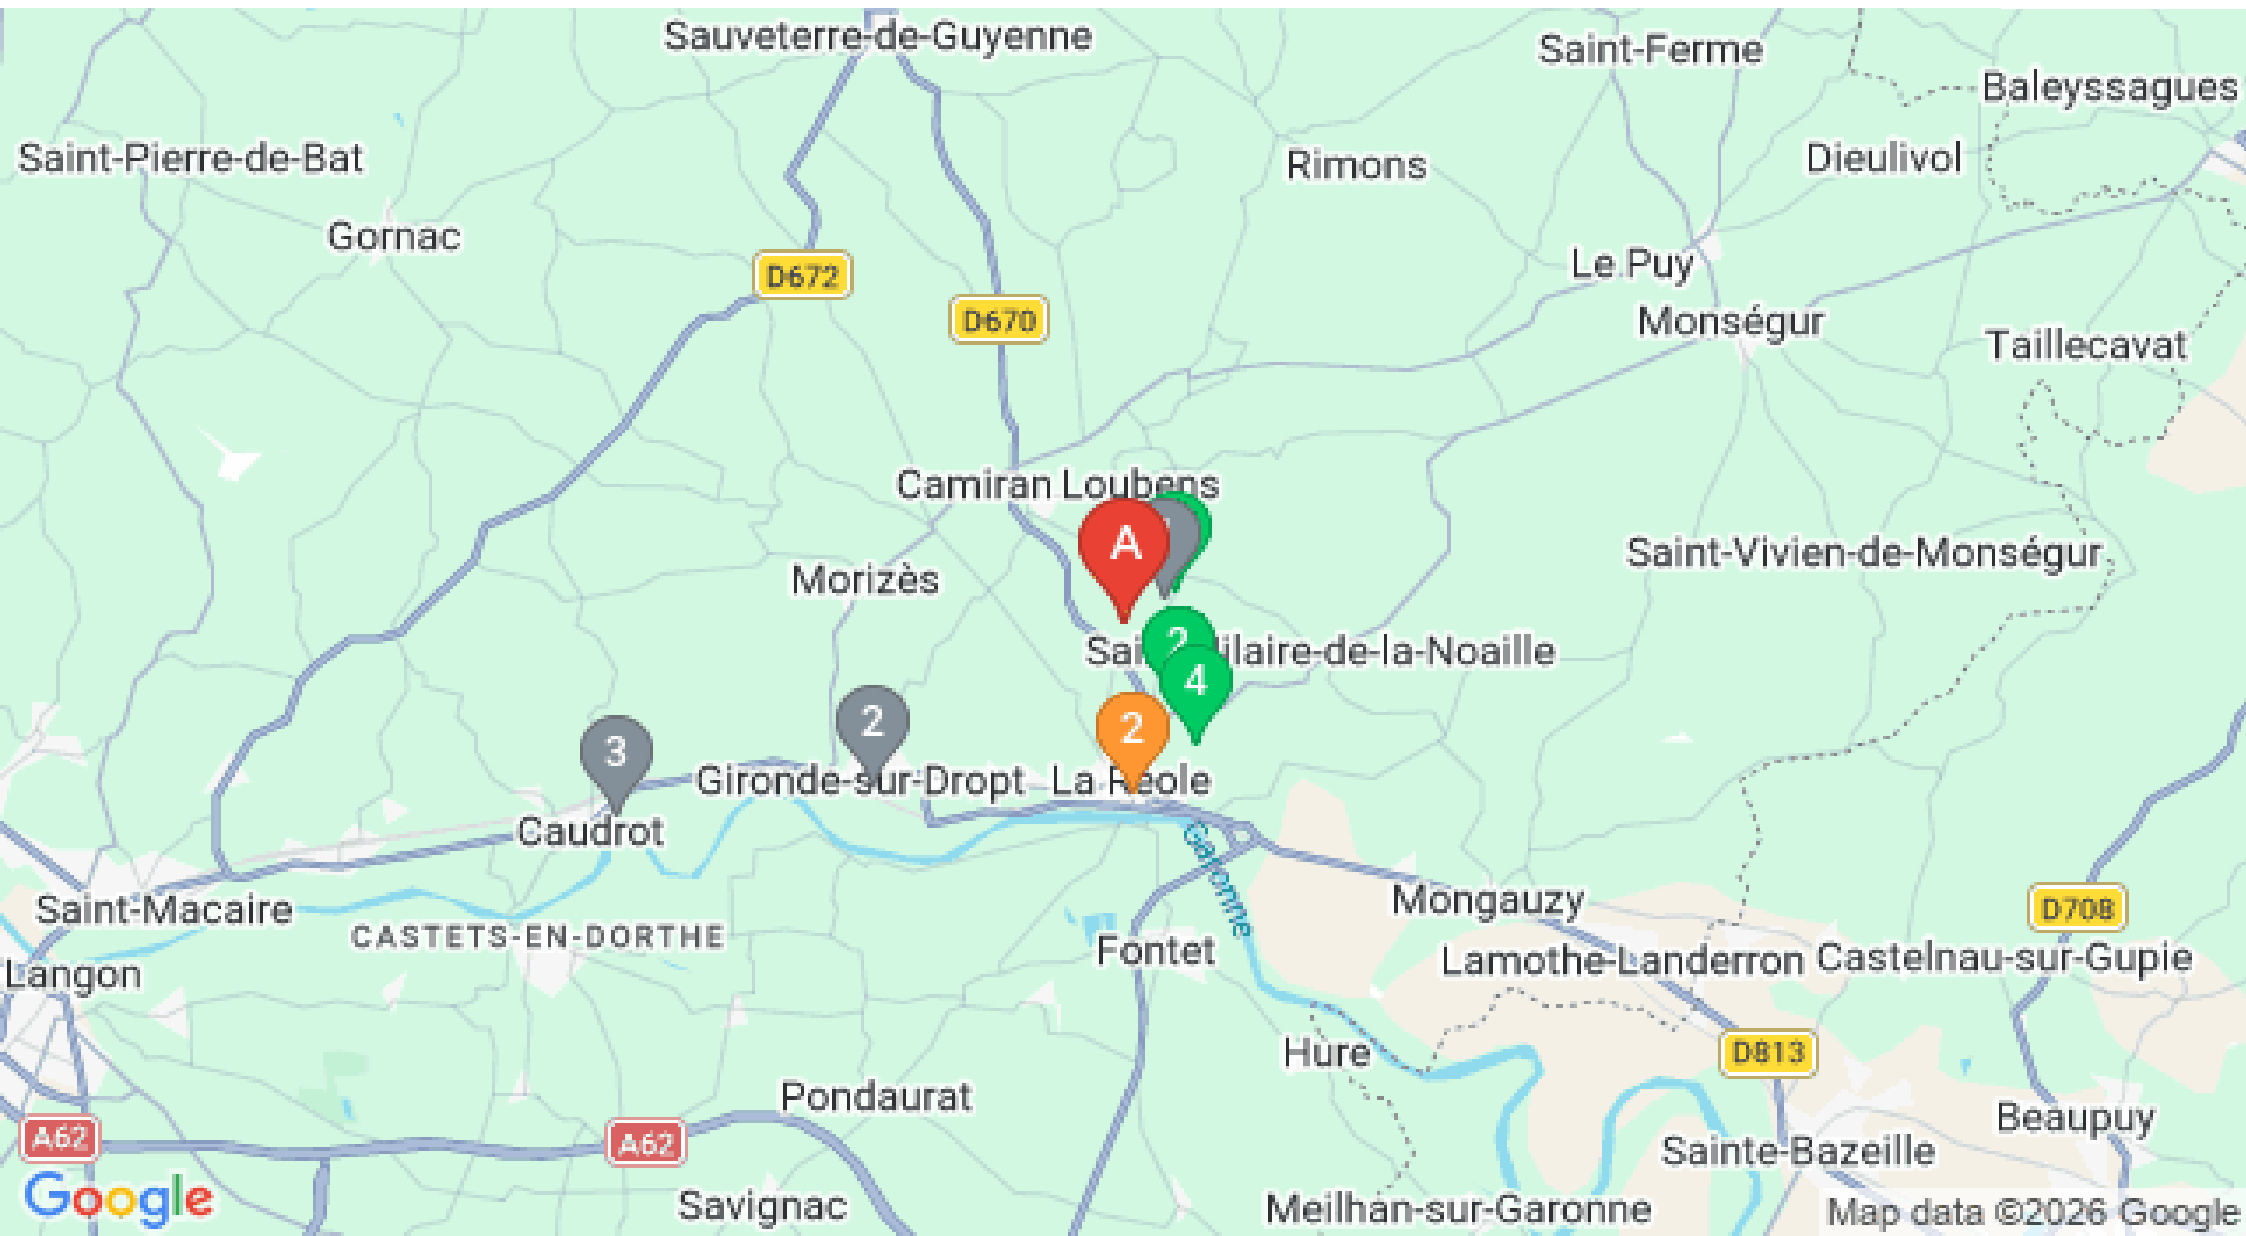 Sauveterre-de-Guyenne
Saint-Ferme
Baleyssagues
Saint-Pierre-de-Bat
Rimons
Dieulivol
Gornac
D672
Le Puy
D670
Monségur
Taillecavat
Camiran Loubens
A
Saint-Vivien-de-Monségur
Morizès
2
Saint-Hilaire-de-la-Noaille
4
2
2
3
Gironde-sur-Dropt
La Réole
Caudrot
Garonne
Mongauzy
D708
Saint-Macaire
CASTETS-EN-DORTHE
Fontet
Lamothe-Landerron
Castelnau-sur-Gupie
Langon
Hure
D813
Pondaurat
Beaupuy
A62
A62
Sainte-Bazeille
Google
Savignac
Meilhan-sur-Garonne
Map data ©2026 Google